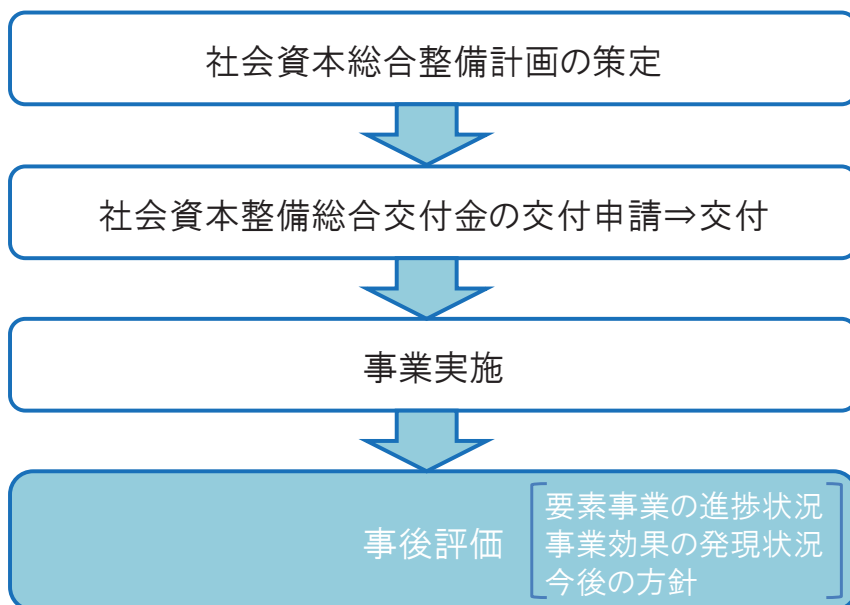 社会資本総合整備計画の策定
社会資本整備総合交付金の交付申請⇒交付
事業実施
事後評価
要素事業の進捗状況
事業効果の発現状況
今後の方針